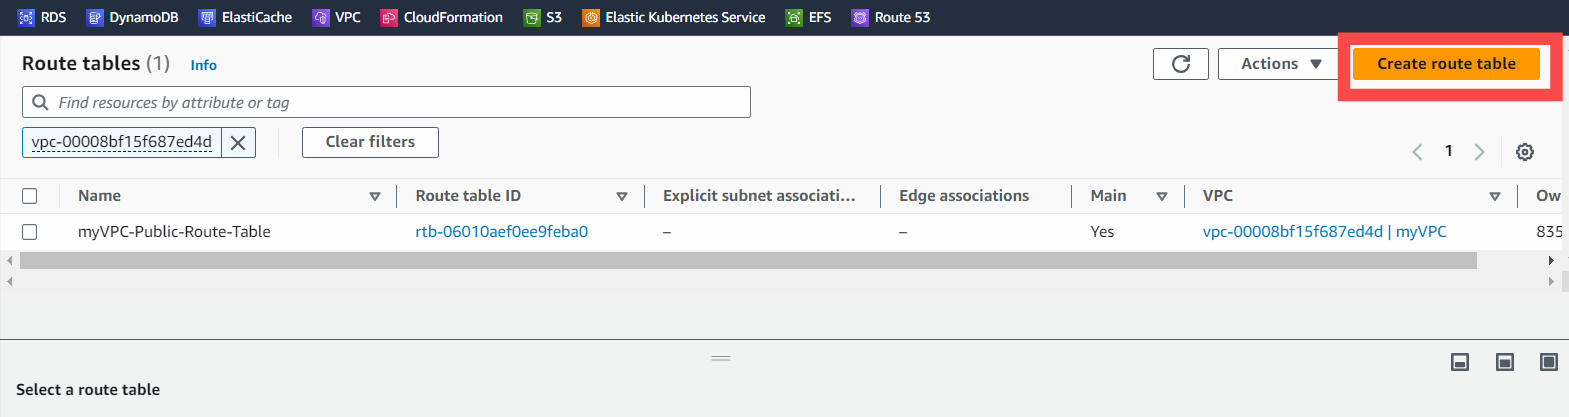 RDS DynamoDB ElastiCache VPC CloudFormation S3 Elastic Kubernetes Service EFS Route 53
Route tables (1) Info Actions Create route table
Find resources by attribute or tag
vpc-00008bf15f687ed4d Clear filters
1
Name Route table ID Explicit subnet associati... Edge associations Main VPC Ow
myVPC-Public-Route-Table rtb-06010aef0ee9feba0 – – Yes vpc-00008bf15f687ed4d | myVPC 835
Select a route table